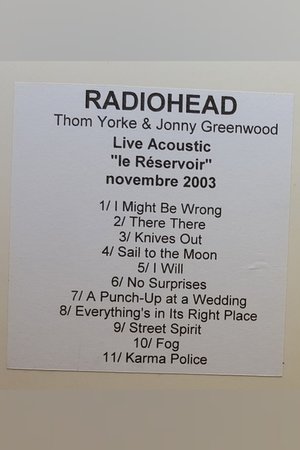 RADIOHEAD
Thom Yorke & Jonny Greenwood
Live Acoustic
"le Réservoir"
novembre 2003
1/ I Might Be Wrong
2/ There There
3/ Knives Out
4/ Sail to the Moon
5/ I Will
6/ No Surprises
7/ A Punch-Up at a Wedding
8/ Everything's in Its Right Place
9/ Street Spirit
10/ Fog
11/ Karma Police